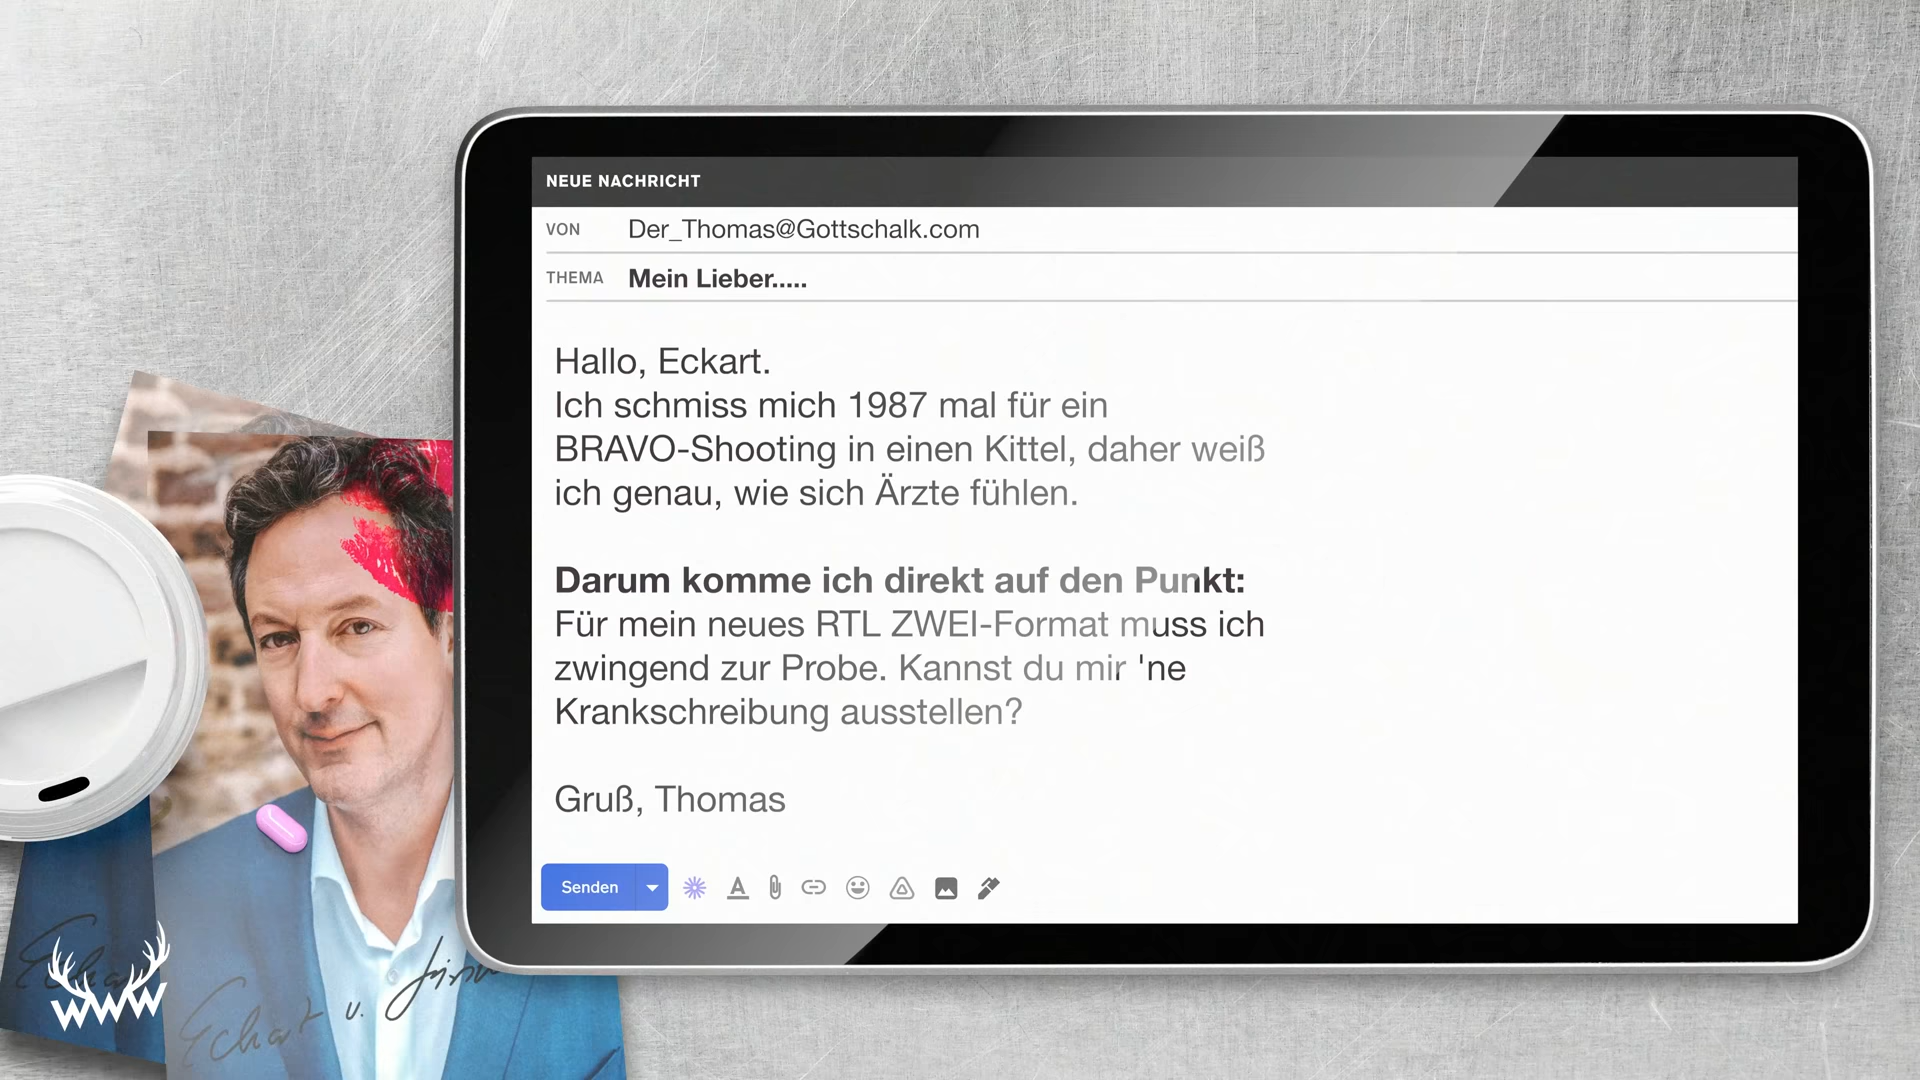 NEUE NACHRICHT
VON Der_Thomas@Gottschalk.com
THEMA Mein Lieber.....
Hallo, Eckart.
Ich schmiss mich 1987 mal für ein
BRAVO-Shooting in einen Kittel, daher weiß
ich genau, wie sich Ärzte fühlen.
Darum komme ich direkt auf den Punkt:
Für mein neues RTL ZWEI-Format muss ich
zwingend zur Probe. Kannst du mir 'ne
Krankschreibung ausstellen?
Gruß, Thomas
Senden
WWW
Eckart v.